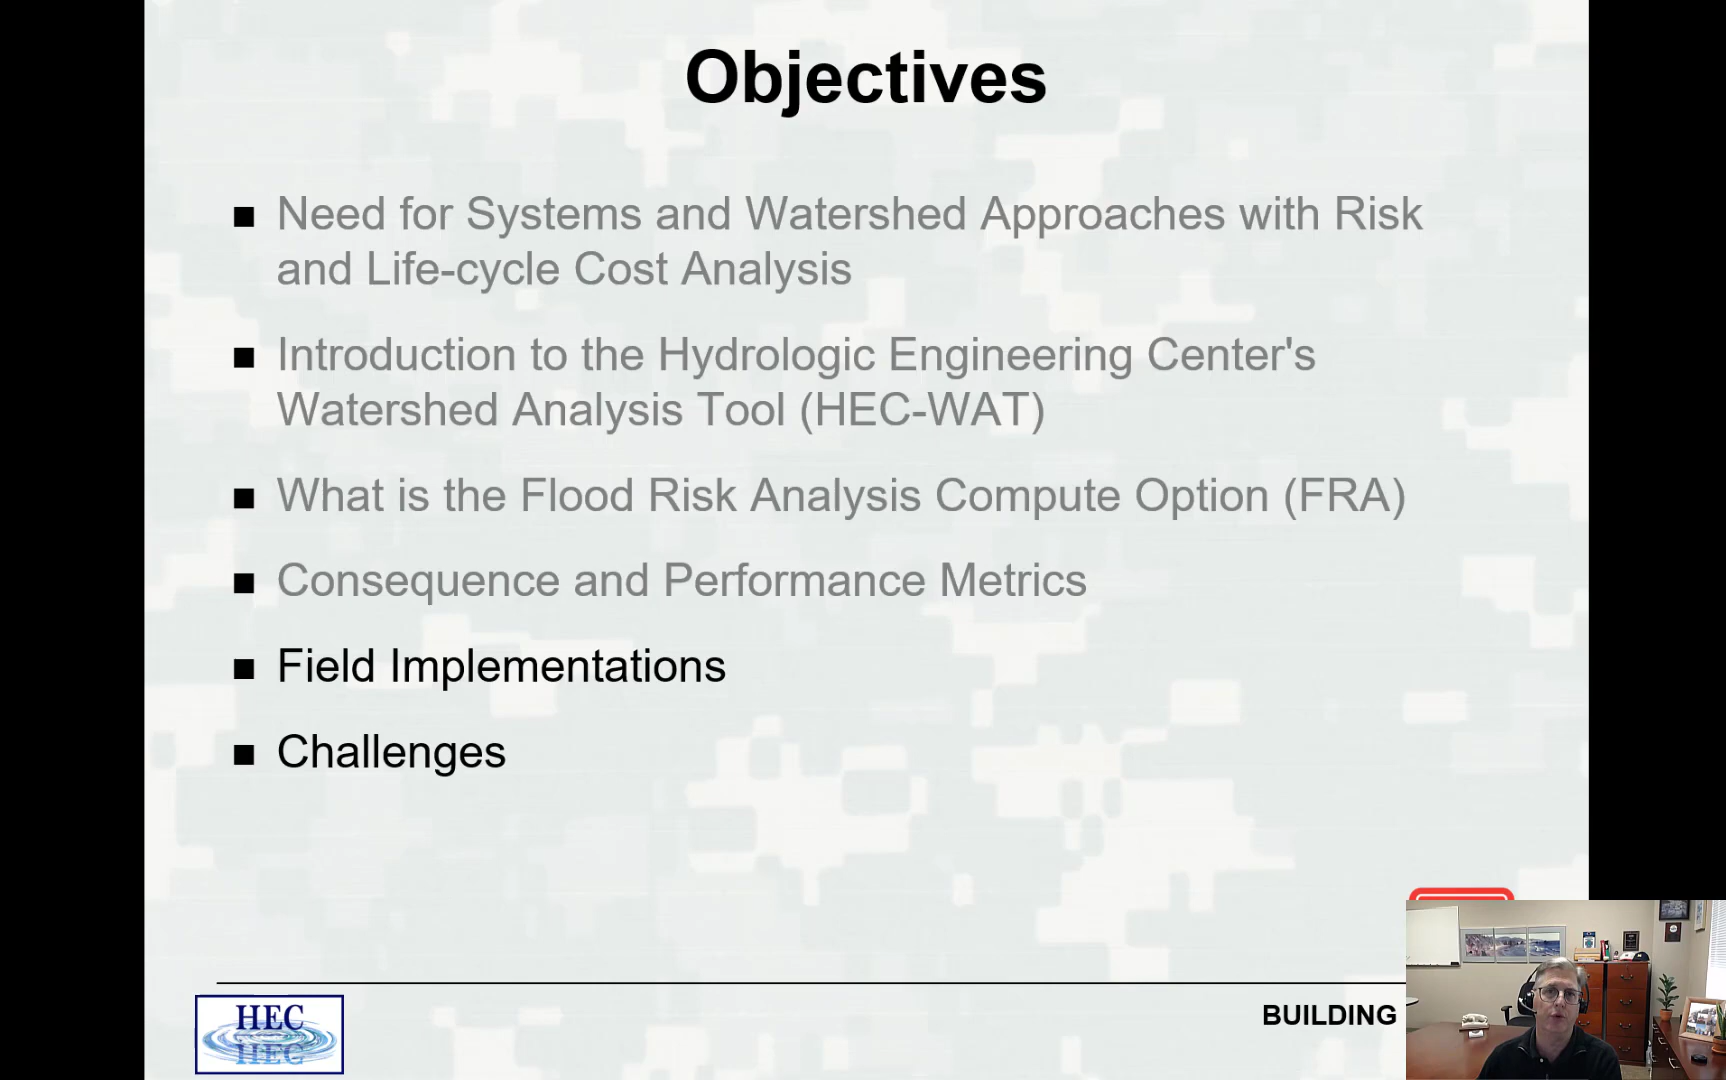 Objectives
■ Need for Systems and Watershed Approaches with Risk
and Life-cycle Cost Analysis
■ Introduction to the Hydrologic Engineering Center's
Watershed Analysis Tool (HEC-WAT)
■ What is the Flood Risk Analysis Compute Option (FRA)
■ Consequence and Performance Metrics
■ Field Implementations
■ Challenges
HEC
BUILDING